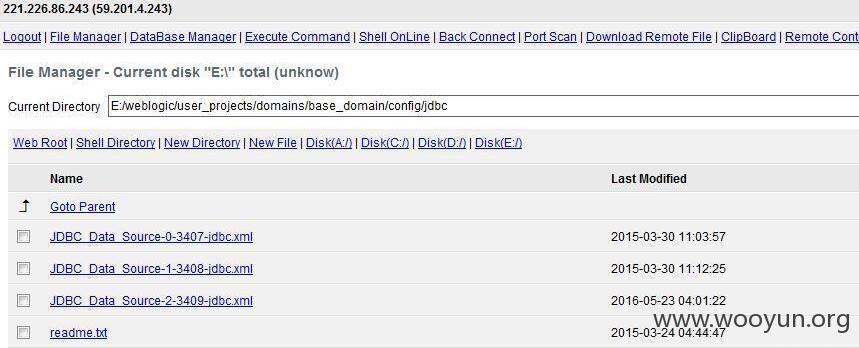 221.226.86.243 (59.201.4.243)
Logout | File Manager | DataBase Manager | Execute Command | Shell OnLine | Back Connect | Port Scan | Download Remote File | ClipBoard | Remote Cont
File Manager - Current disk "E:\" total (unknow)
Current Directory E:/weblogic/user_projects/domains/base_domain/config/jdbc
Web Root | Shell Directory | New Directory | New File | Disk(A:/) | Disk(C:/) | Disk(D:/) | Disk(E:/)
Name Last Modified
Goto Parent
JDBC_Data_Source-0-3407-jdbc.xml 2015-03-30 11:03:57
JDBC_Data_Source-1-3408-jdbc.xml 2015-03-30 11:12:25
JDBC_Data_Source-2-3409-jdbc.xml 2016-05-23 04:01:22
readme.txt 2015-03-24 04:44:47
www.wooyun.org